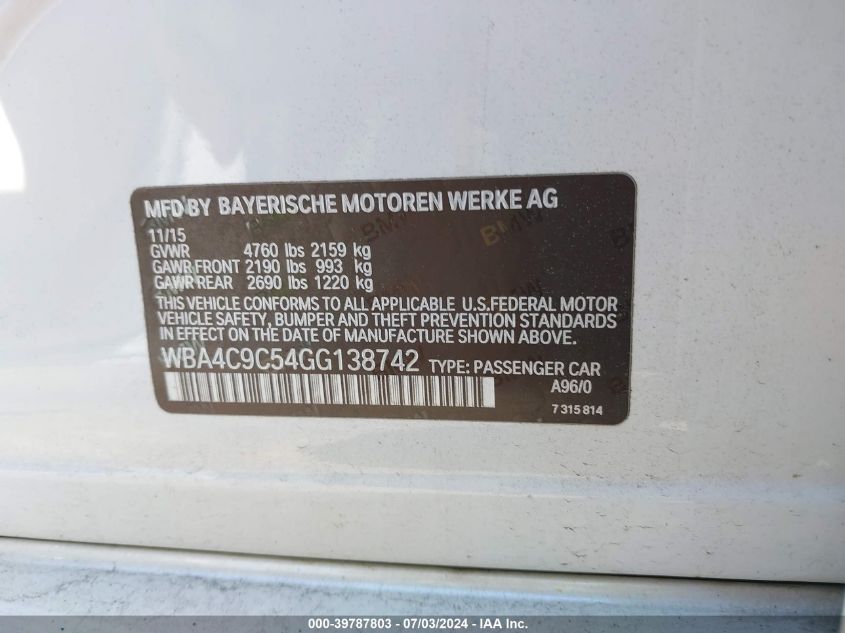 MFD BY BAYERISCHE MOTOREN WERKE AG
11/15
GVWR 4760 lbs 2159 kg
GAWR FRONT 2190 lbs 993 kg
GAWR REAR 2690 lbs 1220 kg
THIS VEHICLE CONFORMS TO ALL APPLICABLE U.S.FEDERAL MOTOR
VEHICLE SAFETY, BUMPER AND THEFT PREVENTION STANDARDS
IN EFFECT ON THE DATE OF MANUFACTURE SHOWN ABOVE.
WBA4C9C54GG138742 TYPE: PASSENGER CAR
A96/0
7 315 814
000-39787803 - 07/03/2024 - IAAI.com